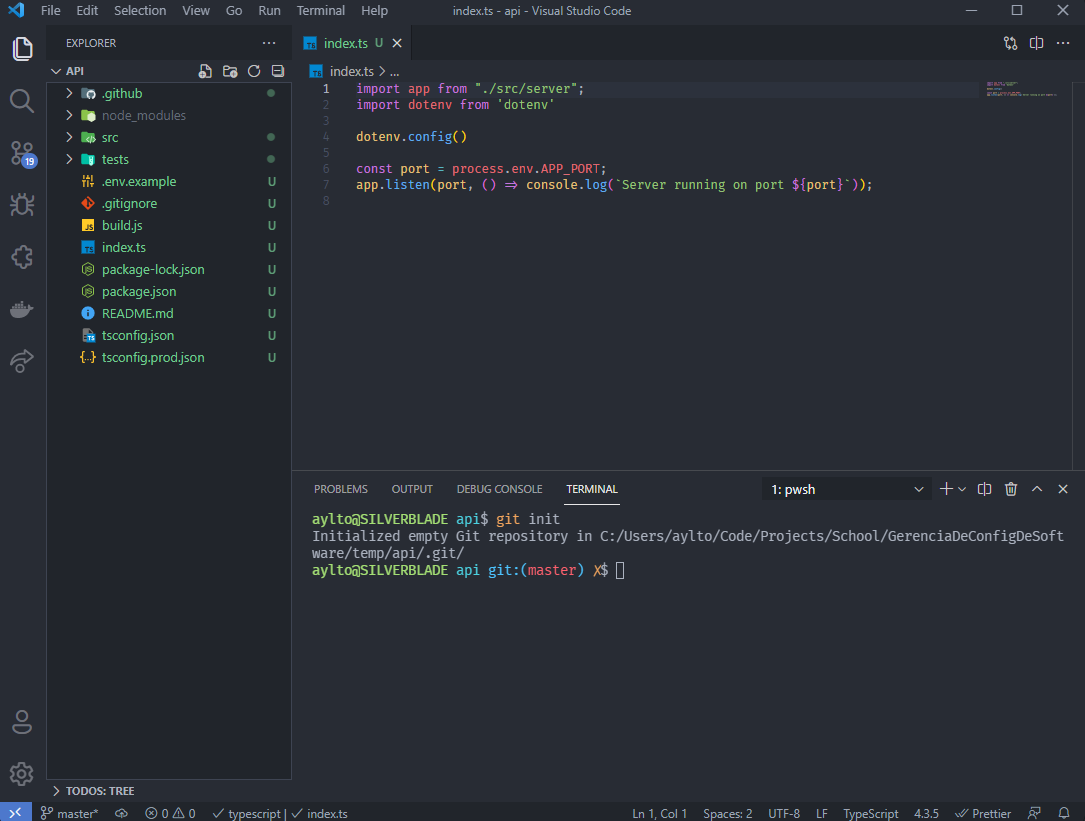 File Edit Selection View Go Run Terminal Help index.ts - api - Visual Studio Code
EXPLORER
index.ts U
API
index.ts > ...
.github
node_modules
src
tests
.env.example U
.gitignore U
build.js U
index.ts U
package-lock.json U
package.json U
README.md U
tsconfig.json U
tsconfig.prod.json U
19
1 import app from "./src/server";
2 import dotenv from 'dotenv'
3
4 dotenv.config()
5
6 const port = process.env.APP_PORT;
7 app.listen(port, () => console.log(`Server running on port ${port}`));
8
PROBLEMS OUTPUT DEBUG CONSOLE TERMINAL 1: pwsh
aylto@SILVERBLADE api$ git init
Initialized empty Git repository in C:/Users/aylto/Code/Projects/School/GerenciaDeConfigDeSoft
ware/temp/api/.git/
aylto@SILVERBLADE api git:(master) ✗$
TODOS: TREE
master* 0 0 typescript | index.ts Ln 1, Col 1 Spaces: 2 UTF-8 LF TypeScript 4.3.5 Prettier